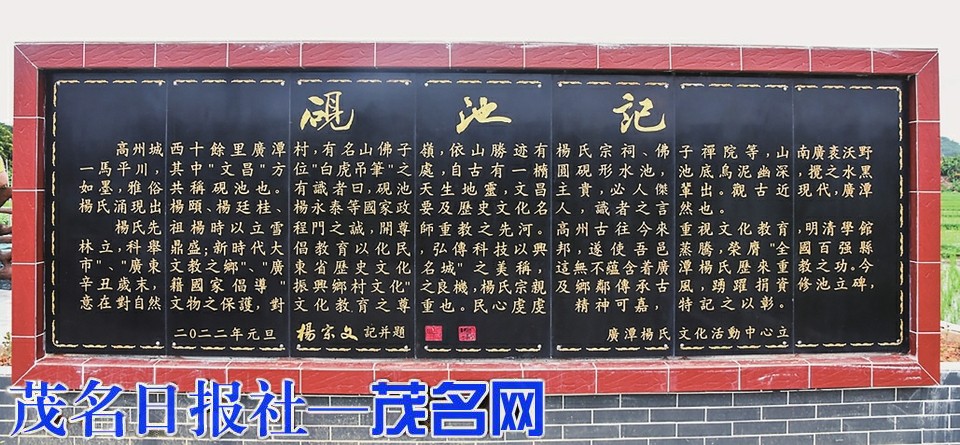 硯池記
高州城西十餘里廣潭村，有名山佛子嶺，依山勝迹有楊氏宗祠、佛子禪院等，山南廣袤沃野
一馬平川，其中"文昌"方位"白虎吊筆"之處，自古有一橢圓硯形水池，池底烏泥幽深，攪之水黑
如墨，雅俗共稱硯池也。有識者曰，硯池天生地靈，文昌主貴，必人傑輩出。觀古近現代，廣潭
楊氏涌現出楊頤、楊廷桂、楊永泰等國家政要及歷史文化名人，識者之言然也。
楊氏先祖楊時以立雪程門之誠，開尊師重教之先河。高州古往今來重視文化教育，明清學館
林立，科舉鼎盛；新時代大倡教育以化民，弘傳科技以興邦，遂使吾邑蒸騰，榮膺"全國百强縣
市"、"廣東文教之鄉"、"廣東省歷史文化名城"之美稱，這無不蘊含著廣潭楊氏歷來重教之功。今
辛丑歲末，籍國家倡導"振興鄉村文化"之良機，楊氏宗親及鄉鄰傳承古風，踴躍捐資修池立碑，
意在對自然文物之保護，對文化教育之尊重也。民心虔虔，精神可嘉，特記之以彰。
二〇二二年元旦 楊宗文 記并題 廣潭楊氏文化活動中心立
茂名日报社—茂名网